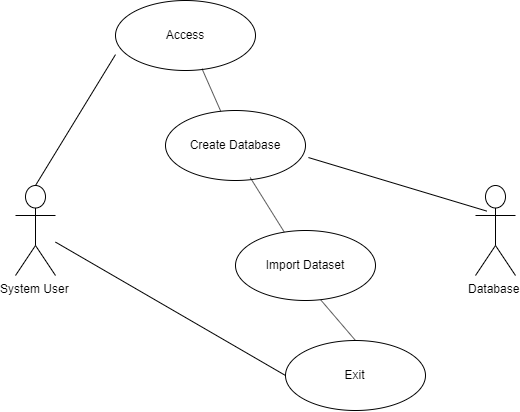 Access
Create Database
Import Dataset
System User
Database
Exit